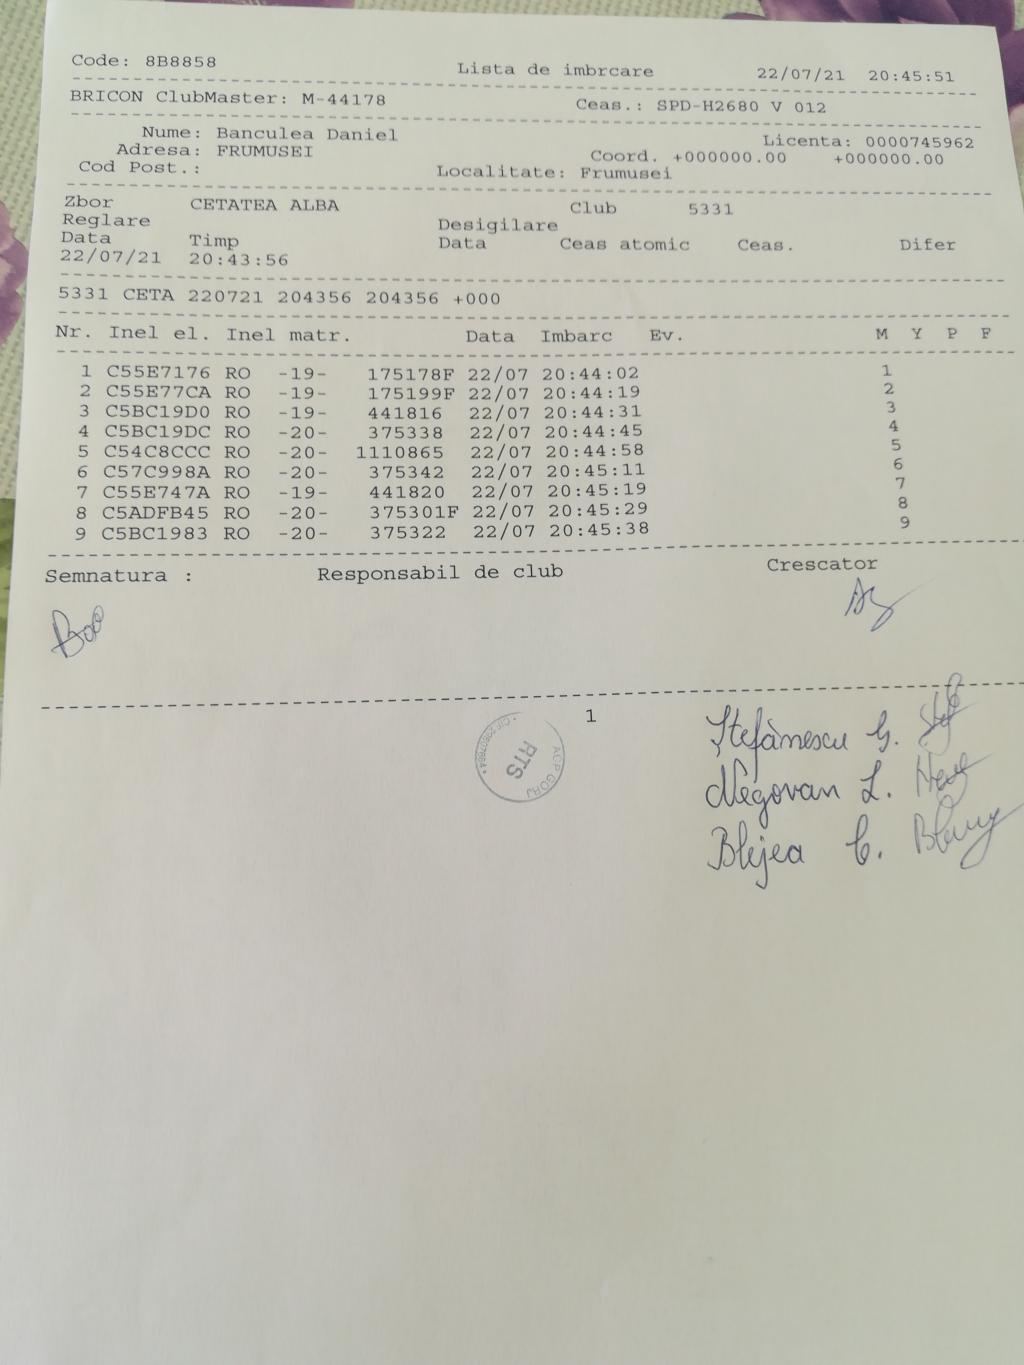 Code: 8B8858 Lista de imbrcare 22/07/21 20:45:51
BRICON ClubMaster: M-44178 Ceas.: SPD-H2680 V 012
Nume: Banculea Daniel Licenta: 0000745962
Adresa: FRUMUSEI Coord. +000000.00 +000000.00
Cod Post.: Localitate: Frumusei
Zbor CETATEA ALBA Club 5331
Reglare Desigilare
Data Timp Data Ceas atomic Ceas. Difer
22/07/21 20:43:56
5331 CETA 220721 204356 204356 +000
Nr. Inel el. Inel matr. Data Imbarc Ev. M Y P F
1 C55E7176 RO -19- 175178F 22/07 20:44:02 1
2 C55E77CA RO -19- 175199F 22/07 20:44:19 2
3 C5BC19D0 RO -19- 441816 22/07 20:44:31 3
4 C5BC19DC RO -20- 375338 22/07 20:44:45 4
5 C54C8CCC RO -20- 1110865 22/07 20:44:58 5
6 C57C998A RO -20- 375342 22/07 20:45:11 6
7 C55E747A RO -19- 441820 22/07 20:45:19 7
8 C5ADFB45 RO -20- 375301F 22/07 20:45:29 8
9 C5BC1983 RO -20- 375322 22/07 20:45:38 9
Semnatura : Responsabil de club Crescator
1
Ștefănescu G.
Negovan L.
Blejea C.
ACP GORJ
RTS